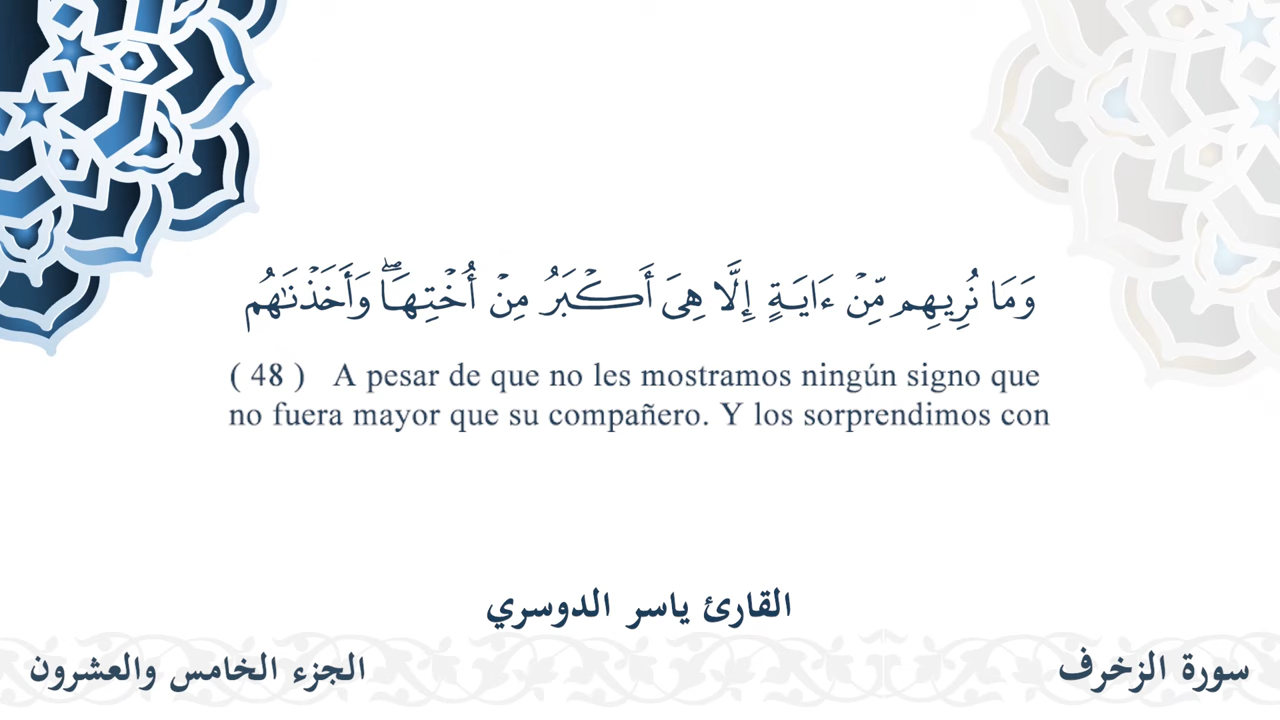 وَمَا نُرِيهِم مِّنۡ ءَايَةٍ إِلَّا هِىَ أَكۡبَرُ مِنۡ أُخۡتِهَاۖ وَأَخَذۡنَـٰهُم
( 48 ) A pesar de que no les mostramos ningún signo que
no fuera mayor que su compañero. Y los sorprendimos con
القارئ ياسر الدوسري
سورة الزخرف
الجزء الخامس والعشرون